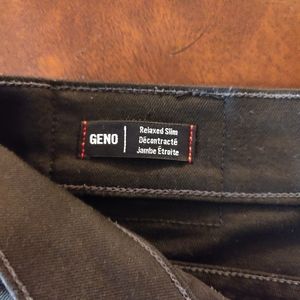 GENO
Relaxed Slim
Décontracté
Jambe Étroite